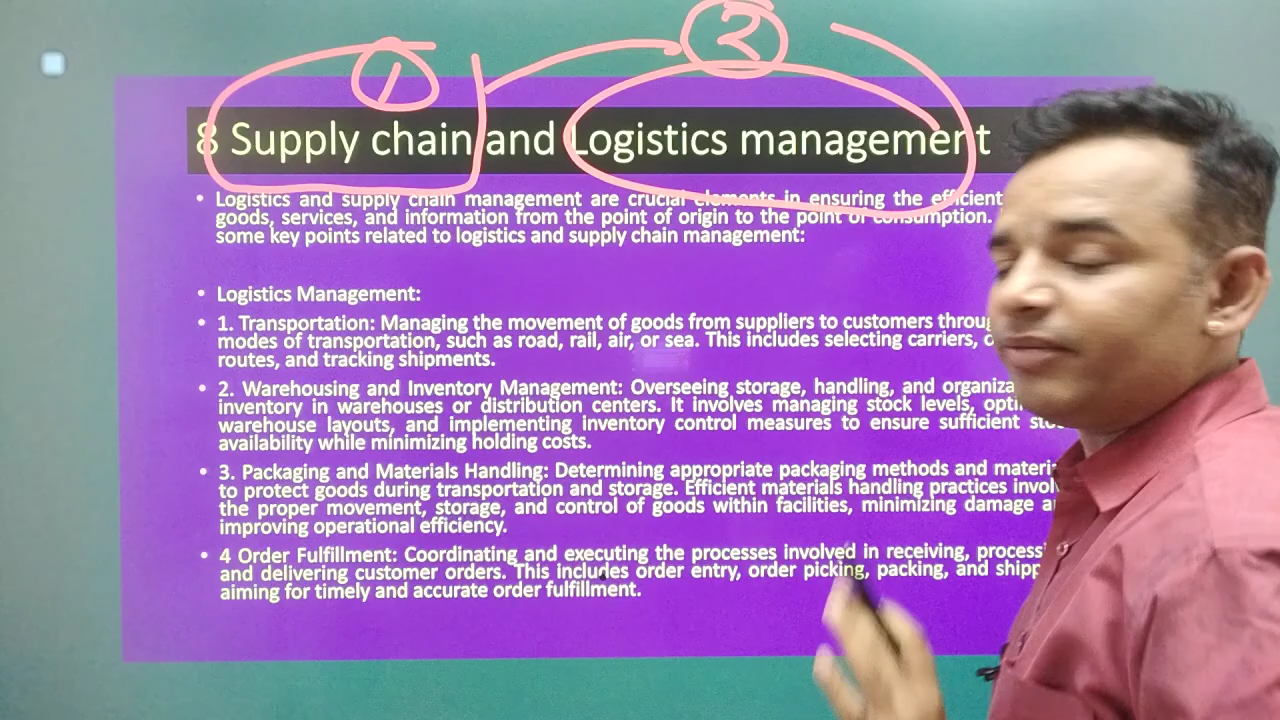 1
2
8 Supply chain and Logistics management
• Logistics and supply chain management are crucial elements in ensuring the efficient
goods, services, and information from the point of origin to the point of consumption.
some key points related to logistics and supply chain management:
• Logistics Management:
• 1. Transportation: Managing the movement of goods from suppliers to customers
modes of transportation, such as road, rail, air, or sea. This includes selecting carriers,
routes, and tracking shipments.
• 2. Warehousing and Inventory Management: Overseeing storage, handling, and
inventory in warehouses or distribution centers. It involves managing stock levels,
warehouse layouts, and implementing inventory control measures to ensure sufficient
availability while minimizing holding costs.
• 3. Packaging and Materials Handling: Determining appropriate packaging methods and
to protect goods during transportation and storage. Efficient materials handling practices
the proper movement, storage, and control of goods within facilities, minimizing damage
improving operational efficiency.
• 4 Order Fulfillment: Coordinating and executing the processes involved in receiving,
and delivering customer orders. This includes order entry, order picking, packing, and
aiming for timely and accurate order fulfillment.